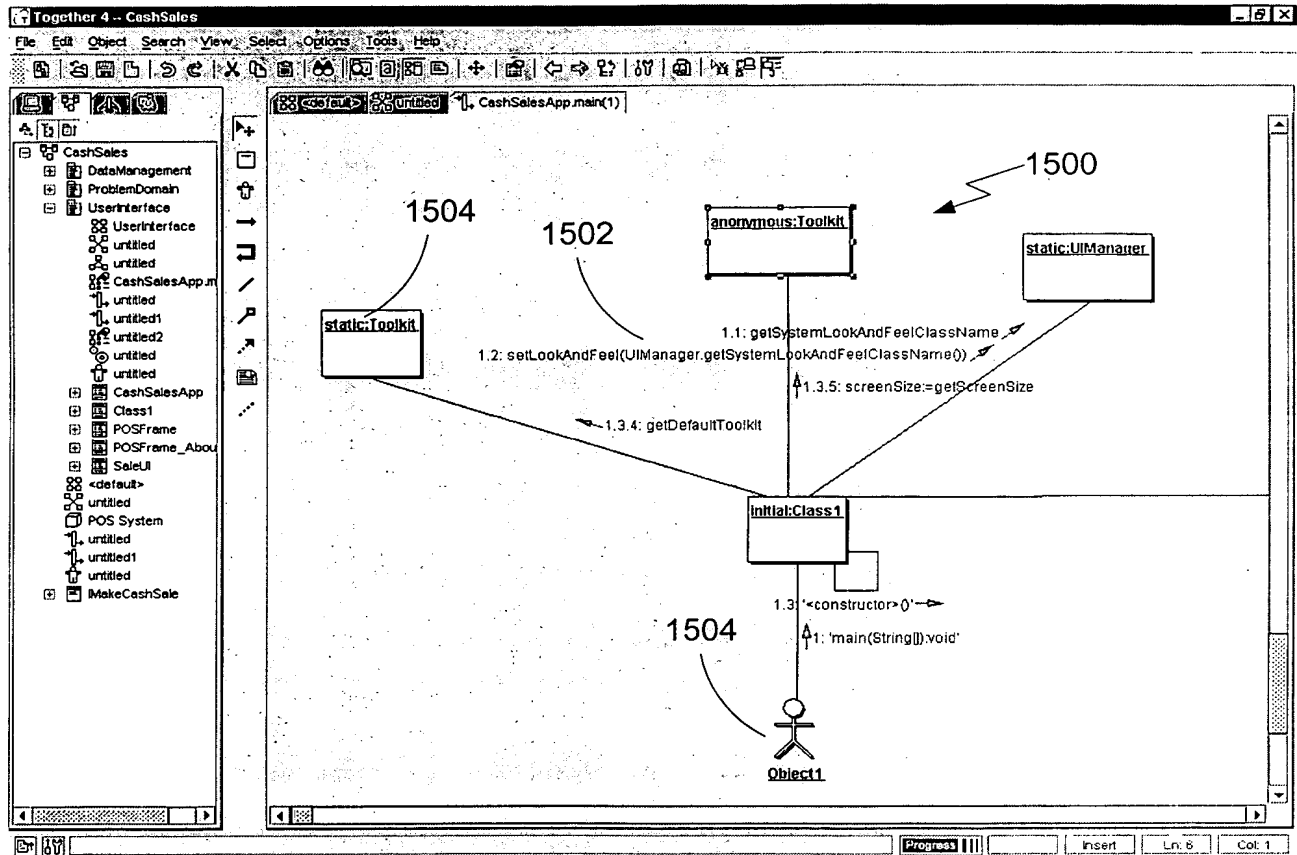 Together 4 -- CashSales
File Edit Object Search View Select Options Tools Help
<default>
untitled
CashSalesApp.main(1)
CashSales
DataManagement
ProblemDomain
UserInterface
UserInterface
untitled
untitled
CashSalesApp.m
untitled
untitled1
untitled2
untitled
untitled
CashSalesApp
Class1
POSFrame
POSFrame_Abou
SaleUI
<default>
untitled
POS System
untitled
untitled1
untitled
IMakeCashSale
1500
1504
1502
anonymous:Toolkit
static:UIManager
static:Toolkit
1.1: getSystemLookAndFeelClassName
1.2: setLookAndFeel(UIManager.getSystemLookAndFeelClassName())
1.3.5: screenSize:=getScreenSize
1.3.4: getDefaultToolkit
initial:Class1
1.3: '<constructor>()'
1504
1: 'main(String[]):void'
Object1
Progress
Insert
Ln: 6
Col: 1